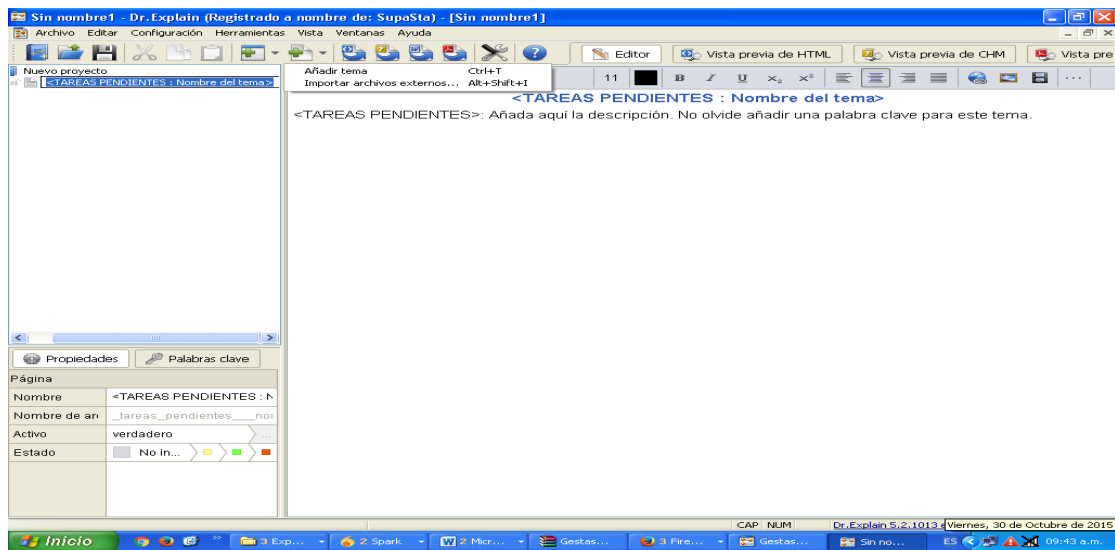 Sin nombre1 - Dr.Explain (Registrado a nombre de: SupaSta) - [Sin nombre1]
Archivo Editar Configuración Herramientas Vista Ventanas Ayuda
Editor Vista previa de HTML Vista previa de CHM Vista pre
Nuevo proyecto
<TAREAS PENDIENTES : Nombre del tema>
Añadir tema Ctrl+T
Importar archivos externos... Alt+Shift+I
11 B I U x₂ x² ...
<TAREAS PENDIENTES : Nombre del tema>
<TAREAS PENDIENTES>: Añada aquí la descripción. No olvide añadir una palabra clave para este tema.
Propiedades Palabras clave
Página
Nombre <TAREAS PENDIENTES : N
Nombre de ar _tareas_pendientes___no
Activo verdadero ...
Estado No in...
CAP NUM Dr.Explain 5.2.1013 Viernes, 30 de Octubre de 2015
Inicio » 3 Exp... 2 Spark 2 Micr... Gestas... 3 Fire... Gestas... Sin no... ES 09:43 a.m.